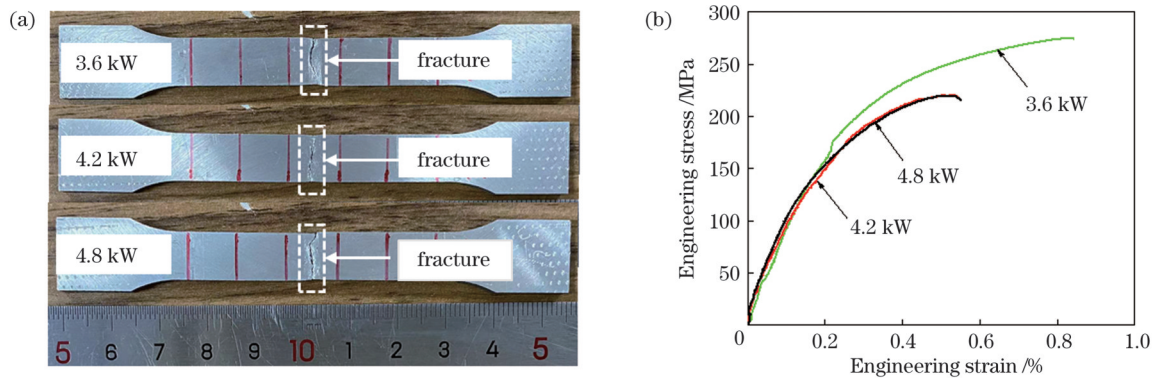 (a)
3.6 kW
fracture
4.2 kW
fracture
4.8 kW
fracture
5 6 7 8 9 10 1 2 3 4 5
(b)
Engineering stress /MPa
300
250
200
150
100
50
0
0.2
0.4
0.6
0.8
1.0
Engineering strain /%
3.6 kW
4.8 kW
4.2 kW